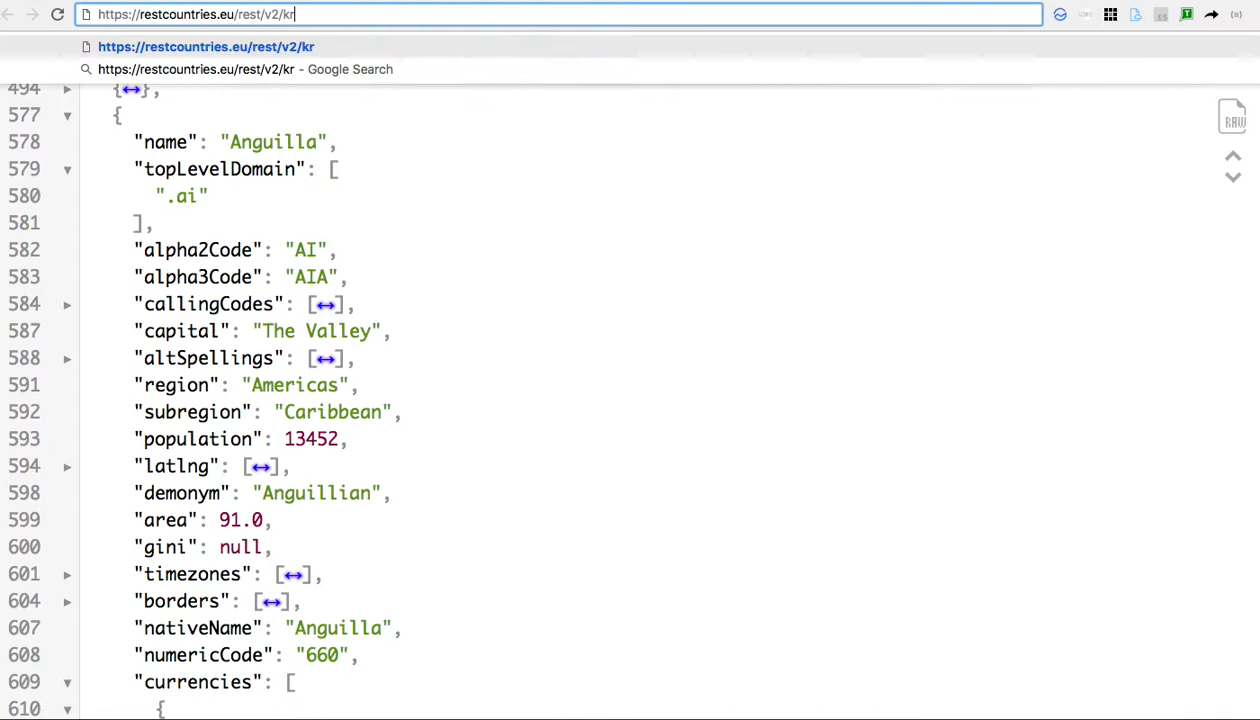 https://restcountries.eu/rest/v2/kr
https://restcountries.eu/rest/v2/kr
https://restcountries.eu/rest/v2/kr - Google Search
494 {↔},
577 {
578 "name": "Anguilla",
579 "topLevelDomain": [
580 ".ai"
581 ],
582 "alpha2Code": "AI",
583 "alpha3Code": "AIA",
584 "callingCodes": [↔],
587 "capital": "The Valley",
588 "altSpellings": [↔],
591 "region": "Americas",
592 "subregion": "Caribbean",
593 "population": 13452,
594 "latlng": [↔],
598 "demonym": "Anguillian",
599 "area": 91.0,
600 "gini": null,
601 "timezones": [↔],
604 "borders": [↔],
607 "nativeName": "Anguilla",
608 "numericCode": "660",
609 "currencies": [
610 {
RAW